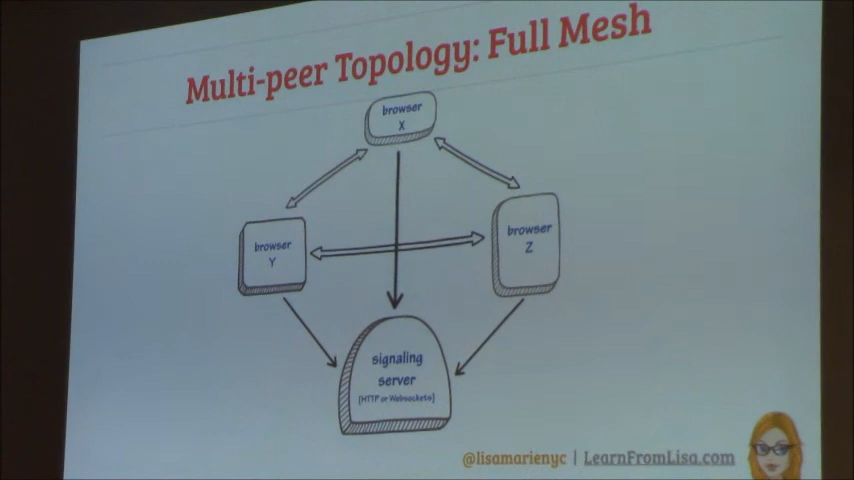 Multi-peer Topology: Full Mesh
browser
X
browser
Y
browser
Z
signaling
server
[HTTP or Websockets]
@lisamarienyc | LearnFromLisa.com